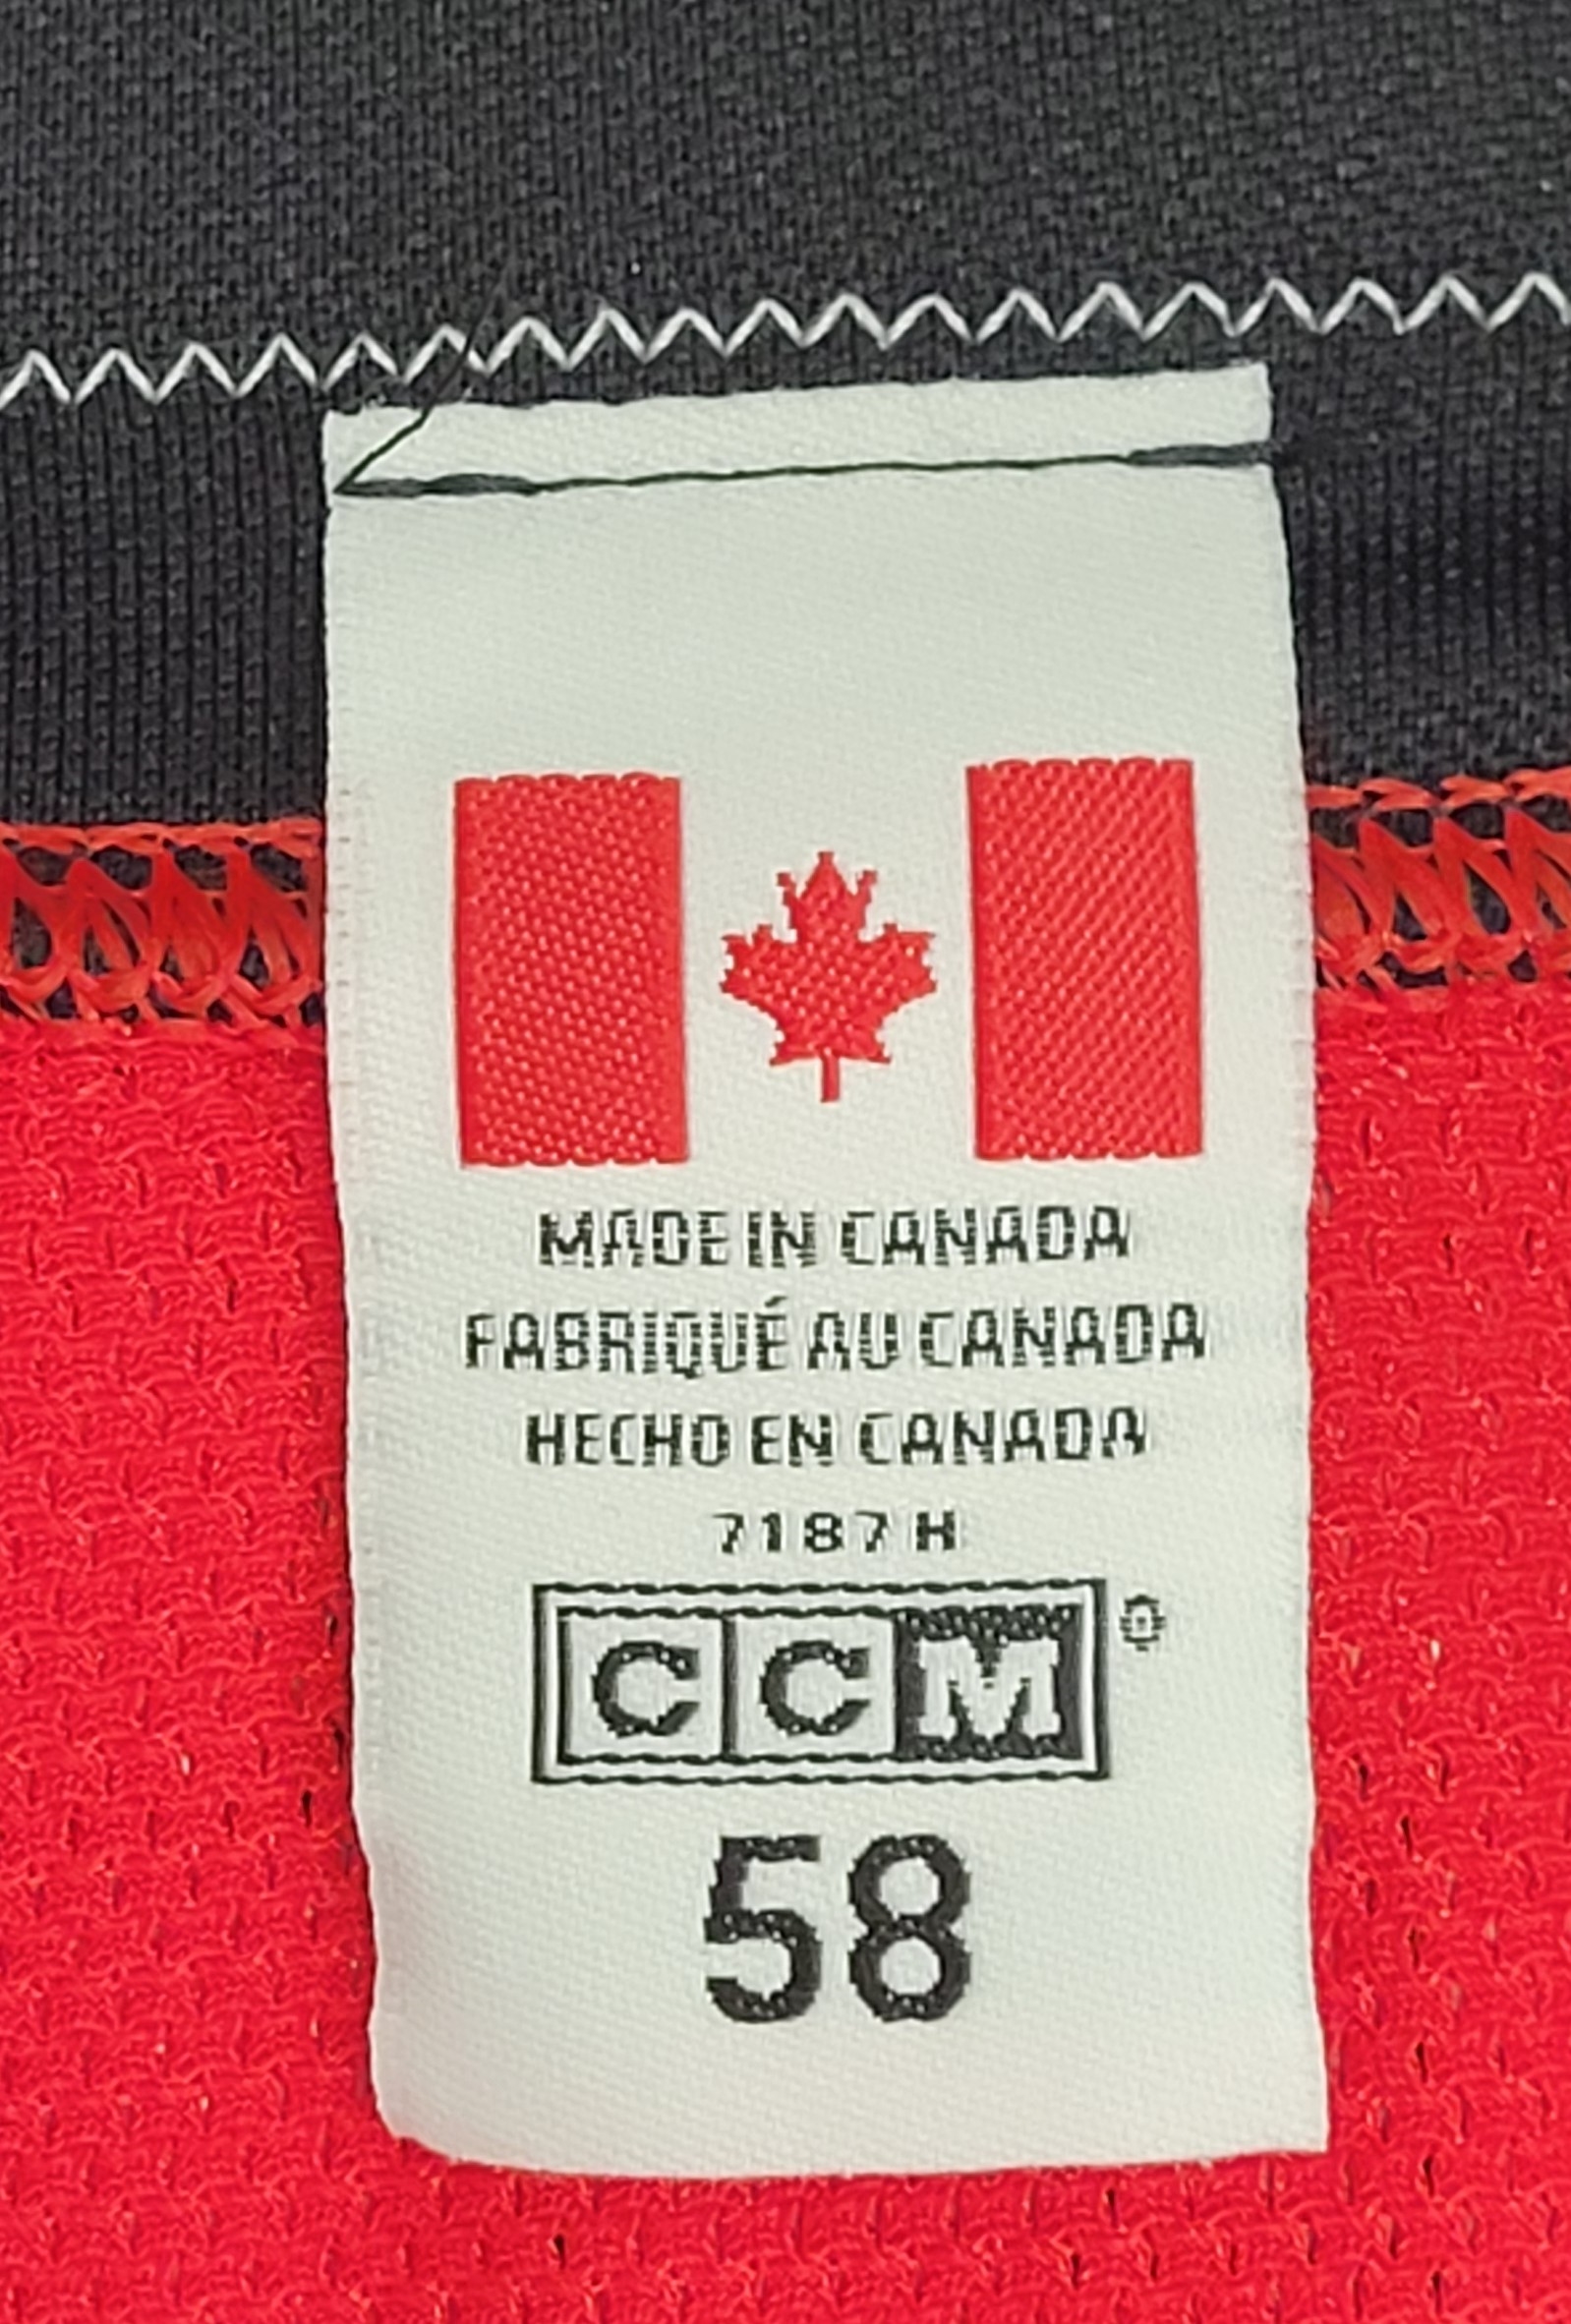 MADE IN CANADA
FABRIQUÉ AU CANADA
HECHO EN CANADA
7187 H
CCM®
58